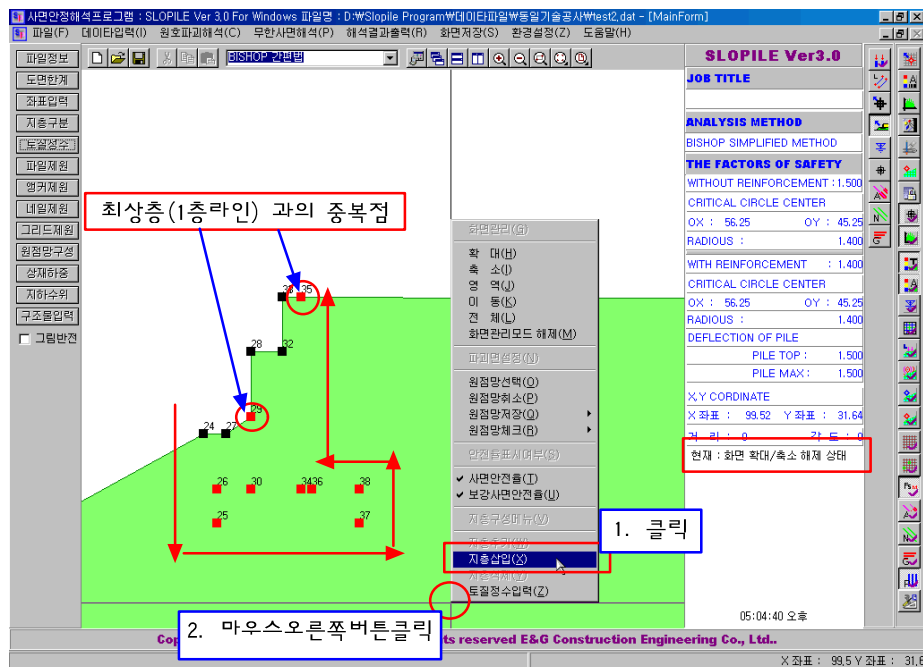 사면안정해석프로그램 : SLOPILE Ver 3,0 For Windows 파일명 : D:₩Slopile Program₩데이타파일₩동일기술공사₩test2,dat - [MainForm]
파일(F) 데이타입력(I) 원호파괴해석(C) 무한사면해석(P) 해석결과출력(R) 화면저장(S) 환경설정(Z) 도움말(H)
파일정보
도면한계
좌표입력
지층구분
토질정수
파일제원
앵커제원
네일제원
그리드제원
원점망구성
상재하중
지하수위
구조물입력
그림반전
BISHOP 간편법
최상층(1층라인) 과의 중복점
33 35
28 32
29
24 27
26 30 34 36 38
25 37
화면관리(G)
확 대(H)
축 소(I)
영 역(J)
이 동(K)
전 체(L)
화면관리모드 해제(M)
파괴면설정(N)
원점망선택(O)
원점망취소(P)
원점망저장(Q)
원점망체크(R)
안전율표시여부(S)
사면안전율(T)
보강사면안전율(U)
지층구성메뉴(V)
지층추가(W)
지층삽입(X)
지층삭제(Y)
토질정수입력(Z)
1. 클릭
2. 마우스오른쪽버튼클릭
SLOPILE Ver3.0
JOB TITLE
ANALYSIS METHOD
BISHOP SIMPLIFIED METHOD
THE FACTORS OF SAFETY
WITHOUT REINFORCEMENT : 1.500
CRITICAL CIRCLE CENTER
OX : 56.25 OY : 45.25
RADIOUS : 1.400
WITH REINFORCEMENT : 1.400
CRITICAL CIRCLE CENTER
OX : 56.25 OY : 45.25
RADIOUS : 1.400
DEFLECTION OF PILE
PILE TOP : 1.500
PILE MAX : 1.500
X,Y CORDINATE
X 좌표 : 99.52 Y 좌표 : 31.64
거 리 : 0 각 도 : 0
현재 : 화면 확대/축소 해제 상태
05:04:40 오후
Cop
ts reserved E&G Construction Engineering Co., Ltd..
X 좌표 : 99,5 Y 좌표 : 31,6